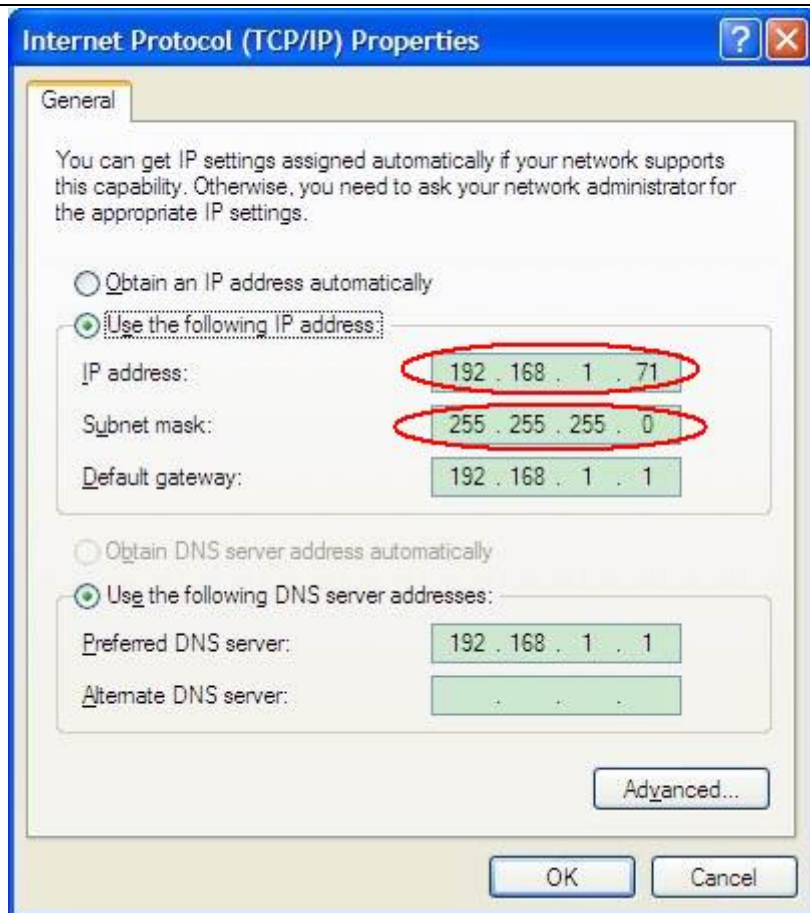 Internet Protocol (TCP/IP) Properties
General
You can get IP settings assigned automatically if your network supports
this capability. Otherwise, you need to ask your network administrator for
the appropriate IP settings.
Obtain an IP address automatically
Use the following IP address:
IP address: 192 . 168 . 1 . 71
Subnet mask: 255 . 255 . 255 . 0
Default gateway: 192 . 168 . 1 . 1
Obtain DNS server address automatically
Use the following DNS server addresses:
Preferred DNS server: 192 . 168 . 1 . 1
Alternate DNS server: . . .
Advanced...
OK Cancel